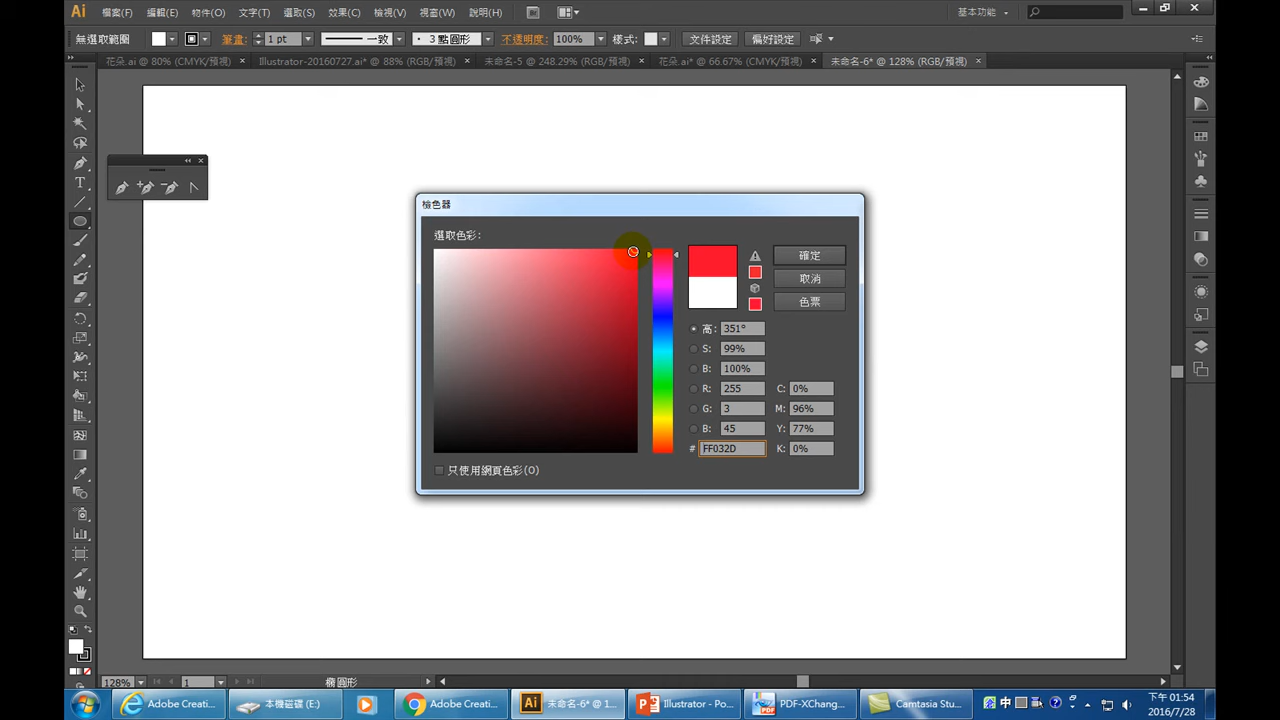 Ai 檔案(F) 編輯(E) 物件(O) 文字(T) 選取(S) 效果(C) 檢視(V) 視窗(W) 說明(H) Br 基本功能
無選取範圍 筆畫: 1 pt 一致 3 點圓形 不透明度: 100% 樣式: 文件設定 偏好設定
花朵.ai @ 80% (CMYK/預視) × Illustrator-20160727.ai* @ 88% (RGB/預視) × 未命名-5 @ 248.29% (RGB/預視) × 花朵.ai* @ 66.67% (CMYK/預視) × 未命名-6* @ 128% (RGB/預視) ×
檢色器
選取色彩:
確定
取消
色票
高: 351°
S: 99%
B: 100%
R: 255 C: 0%
G: 3 M: 96%
B: 45 Y: 77%
# FF032D K: 0%
只使用網頁色彩(O)
128% 1 橢圓形
Adobe Creati... 本機磁碟 (E:) Adobe Creati... Ai 未命名-6* @ 1... Illustrator - Po... PDF-XChang... Camtasia Stu... 中 下午 01:54
2016/7/28